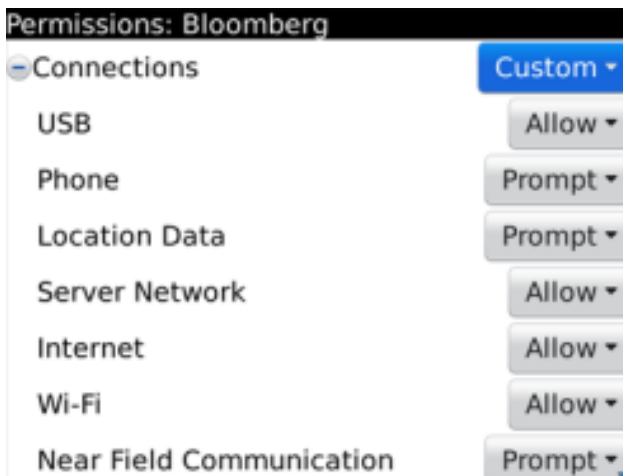 Permissions: Bloomberg
Connections Custom
USB Allow
Phone Prompt
Location Data Prompt
Server Network Allow
Internet Allow
Wi-Fi Allow
Near Field Communication Prompt